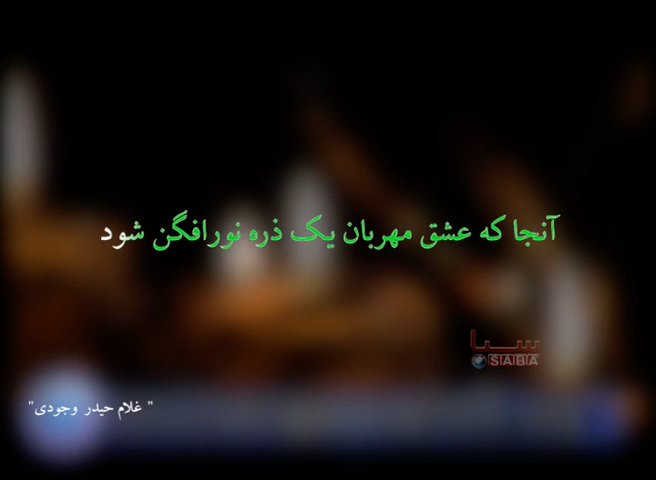 آنجا که عشق مهربان یک ذره نورافگن شود
سبا
SABA
"غلام حیدر وجودی"